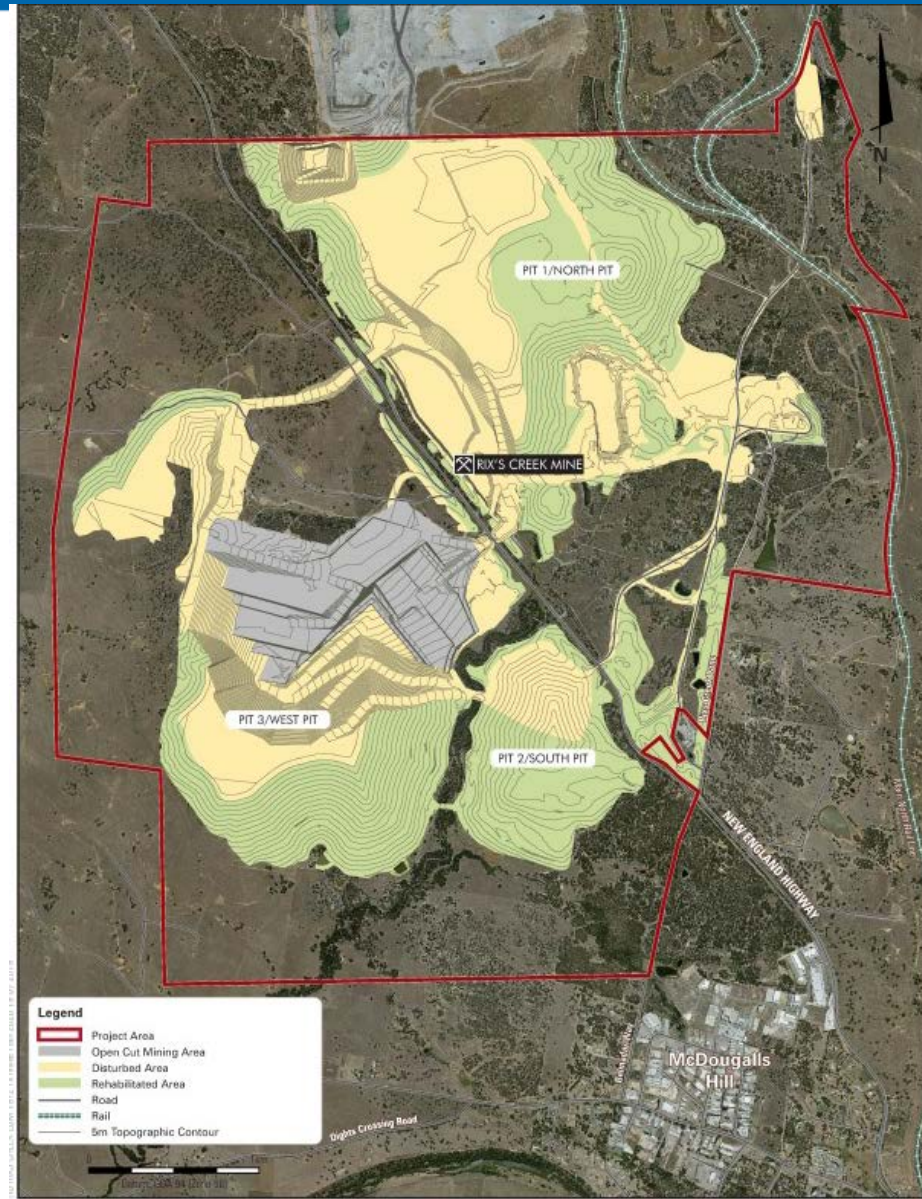 N
PIT 1/NORTH PIT
RIX'S CREEK MINE
PIT 3/WEST PIT
PIT 2/SOUTH PIT
NEW ENGLAND HIGHWAY
McDougalls
Hill
Dights Crossing Road
Legend
Project Area
Open Cut Mining Area
Disturbed Area
Rehabilitated Area
Road
Rail
5m Topographic Contour